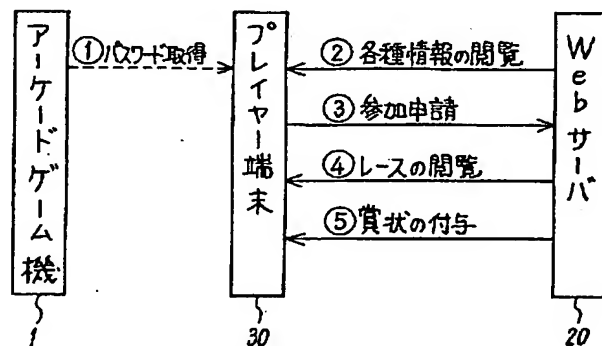 アーケードゲーム機
プレイヤー端末
Webサーバ
①パスワード取得
②各種情報の閲覧
③参加申請
④レースの閲覧
⑤賞状の付与
1
30
20